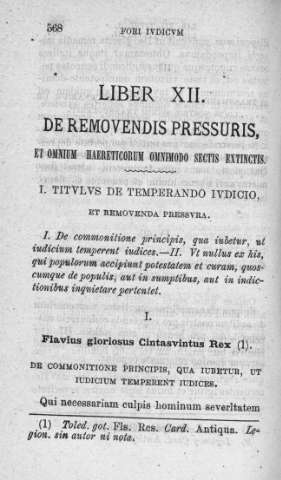 568 FORI IVDICVM
LIBER XII.
DE REMOVENDIS PRESSURIS,
ET OMNIUM HAERETICORUM OMNIMODO SECTIS EXTINCTIS.
I. TITVLVS DE TEMPERANDO IVDICIO,
ET REMOVENDA PRESSVRA.
I. De commonitione principis, qua iubetur, ut
iudicium temperent iudices.—II. Vt nullus ex his,
qui populorum accipiunt potestatem et curam, quos-
cumque de populis, aut in sumptibus, aut in indic-
tionibus inquietare pertentet.
I.
Flavius gloriosus Cintasvintus Rex (1).
DE COMMONITIONE PRINCIPIS, QUA IUBETUR, UT
IUDICIUM TEMPERENT IUDICES.
Qui necessariam culpis hominum severitatem
(1) Toled. got. Fls. Rcs. Card. Antiqua. Le-
gion. sin autor ni nota.